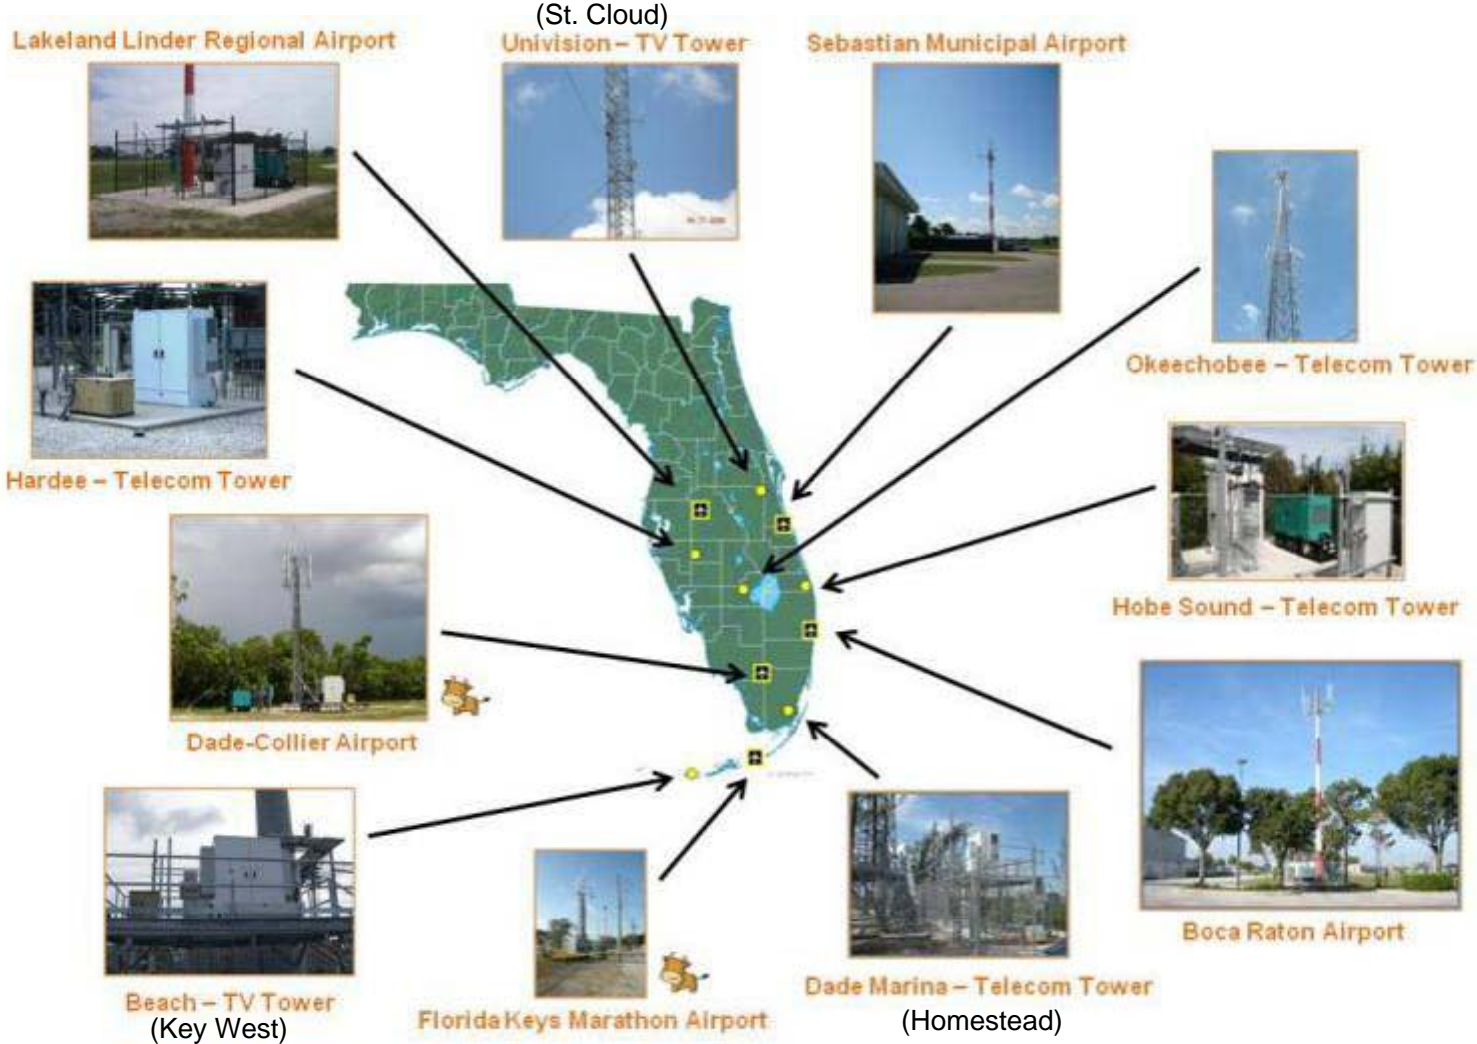 (St. Cloud)
Lakeland Linder Regional Airport
Univision – TV Tower
Sebastian Municipal Airport
Okeechobee – Telecom Tower
Hardee – Telecom Tower
Hobe Sound – Telecom Tower
Dade-Collier Airport
Boca Raton Airport
Beach – TV Tower
(Key West)
Florida Keys Marathon Airport
Dade Marina – Telecom Tower
(Homestead)